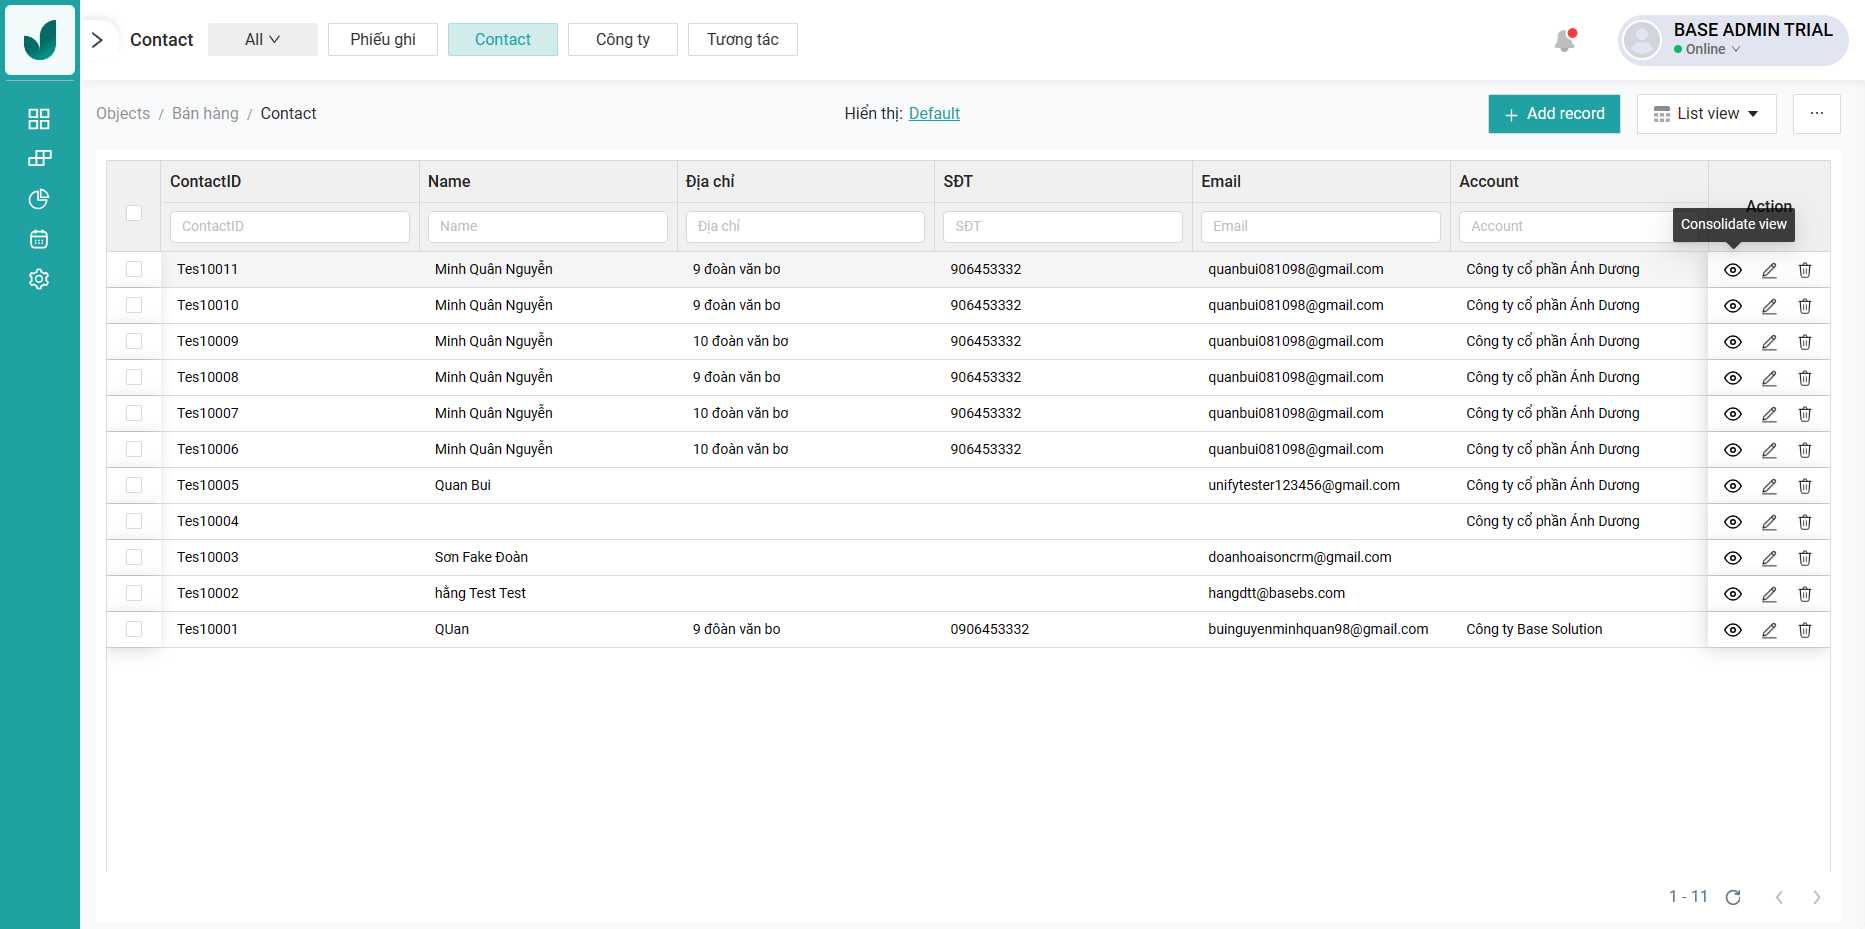 Contact
All
Phiếu ghi
Contact
Công ty
Tương tác
BASE ADMIN TRIAL
Online
Objects / Bán hàng / Contact
Hiển thị: Default
+ Add record
List view
...
ContactID Name Địa chỉ SĐT Email Account Action
Consolidate view
ContactID Name Địa chỉ SĐT Email Account
Tes10011 Minh Quân Nguyễn 9 đoàn văn bơ 906453332 quanbui081098@gmail.com Công ty cổ phần Ánh Dương
Tes10010 Minh Quân Nguyễn 9 đoàn văn bơ 906453332 quanbui081098@gmail.com Công ty cổ phần Ánh Dương
Tes10009 Minh Quân Nguyễn 10 đoàn văn bơ 906453332 quanbui081098@gmail.com Công ty cổ phần Ánh Dương
Tes10008 Minh Quân Nguyễn 9 đoàn văn bơ 906453332 quanbui081098@gmail.com Công ty cổ phần Ánh Dương
Tes10007 Minh Quân Nguyễn 10 đoàn văn bơ 906453332 quanbui081098@gmail.com Công ty cổ phần Ánh Dương
Tes10006 Minh Quân Nguyễn 10 đoàn văn bơ 906453332 quanbui081098@gmail.com Công ty cổ phần Ánh Dương
Tes10005 Quan Bui unifytester123456@gmail.com Công ty cổ phần Ánh Dương
Tes10004 Công ty cổ phần Ánh Dương
Tes10003 Sơn Fake Đoàn doanhoaisoncrm@gmail.com
Tes10002 hằng Test Test hangdtt@basebs.com
Tes10001 QUan 9 đôàn văn bo 0906453332 buinguyenminhquan98@gmail.com Công ty Base Solution
1 - 11